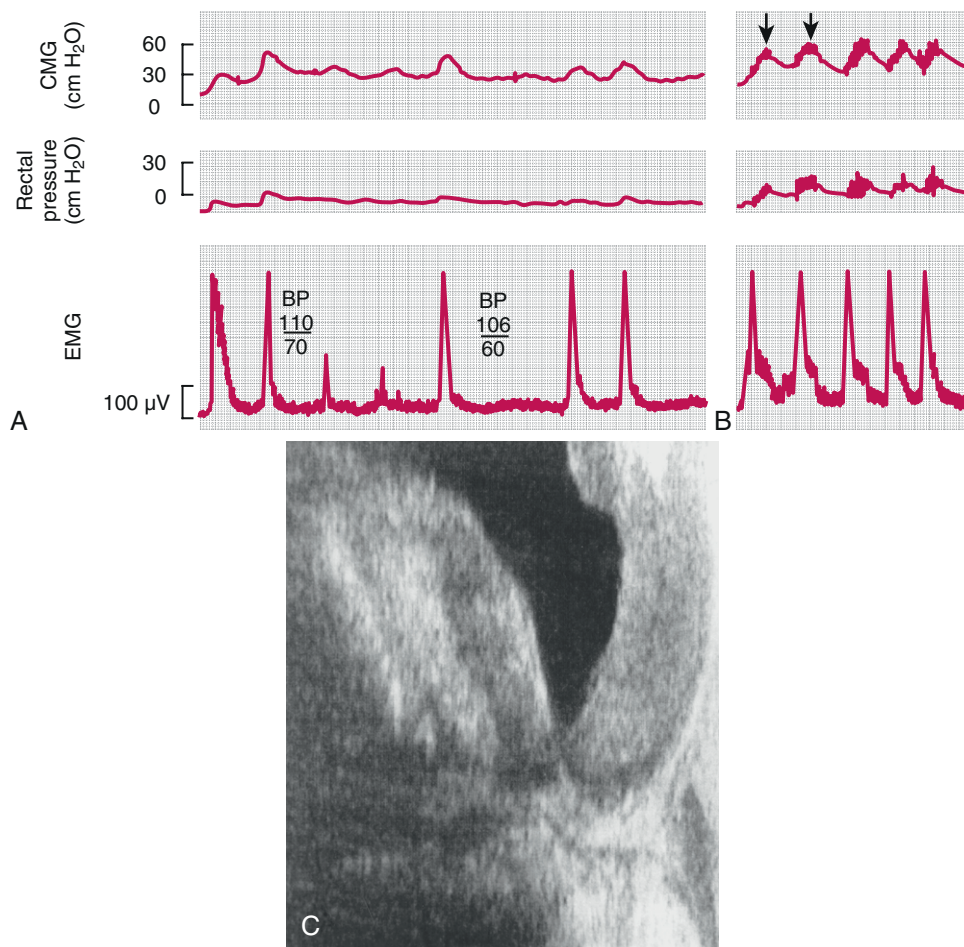 CMG
(cm H₂O)
60
30
0
Rectal
pressure
(cm H₂O)
30
0
EMG
100 µV
BP
110
70
BP
106
60
A
B
C